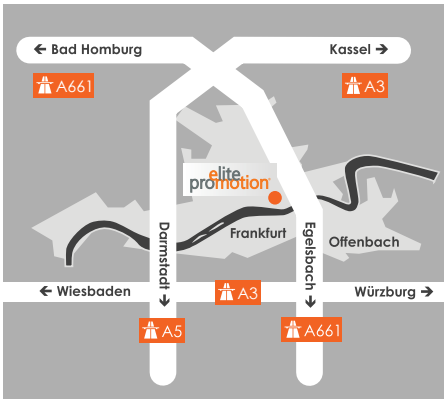 ← Bad Homburg
Kassel →
A661
A3
elite
promotion
Darmstadt →
Egelsbach →
Frankfurt
Offenbach
← Wiesbaden
A3
Würzburg →
A5
A661